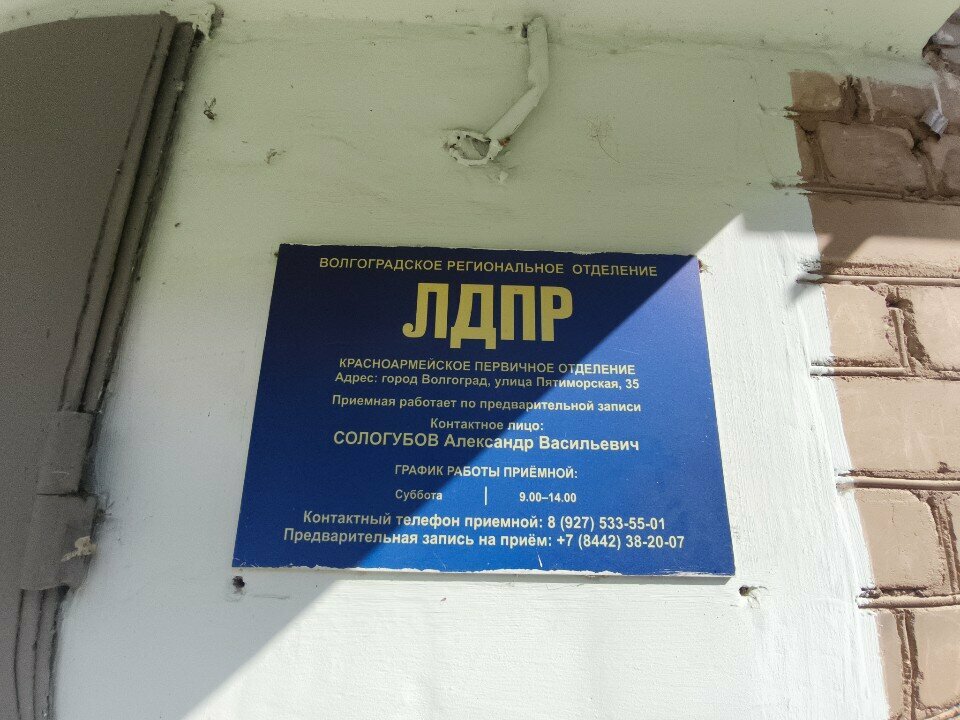 ВОЛГОГРАДСКОЕ РЕГИОНАЛЬНОЕ ОТДЕЛЕНИЕ
ЛДПР
КРАСНОАРМЕЙСКОЕ ПЕРВИЧНОЕ ОТДЕЛЕНИЕ
Адрес: город Волгоград, улица Пятиморская, 35
Приемная работает по предварительной записи
Контактное лицо:
СОЛОГУБОВ Александр Васильевич
ГРАФИК РАБОТЫ ПРИЁМНОЙ:
Суббота 9.00–14.00
Контактный телефон приемной: 8 (927) 533-55-01
Предварительная запись на приём: +7 (8442) 38-20-07